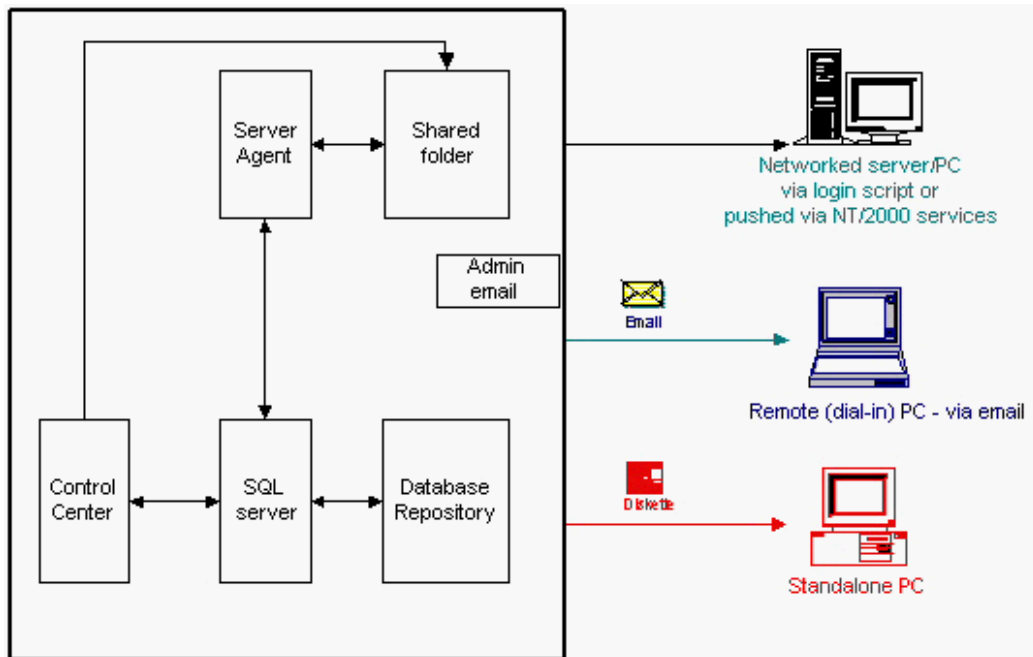 Server
Agent
Shared
folder
Networked server/PC
via login script or
pushed via NT/2000 services
Admin
email
Email
Remote (dial-in) PC - via email
Control
Center
SQL
server
Database
Repository
Diskette
Standalone PC